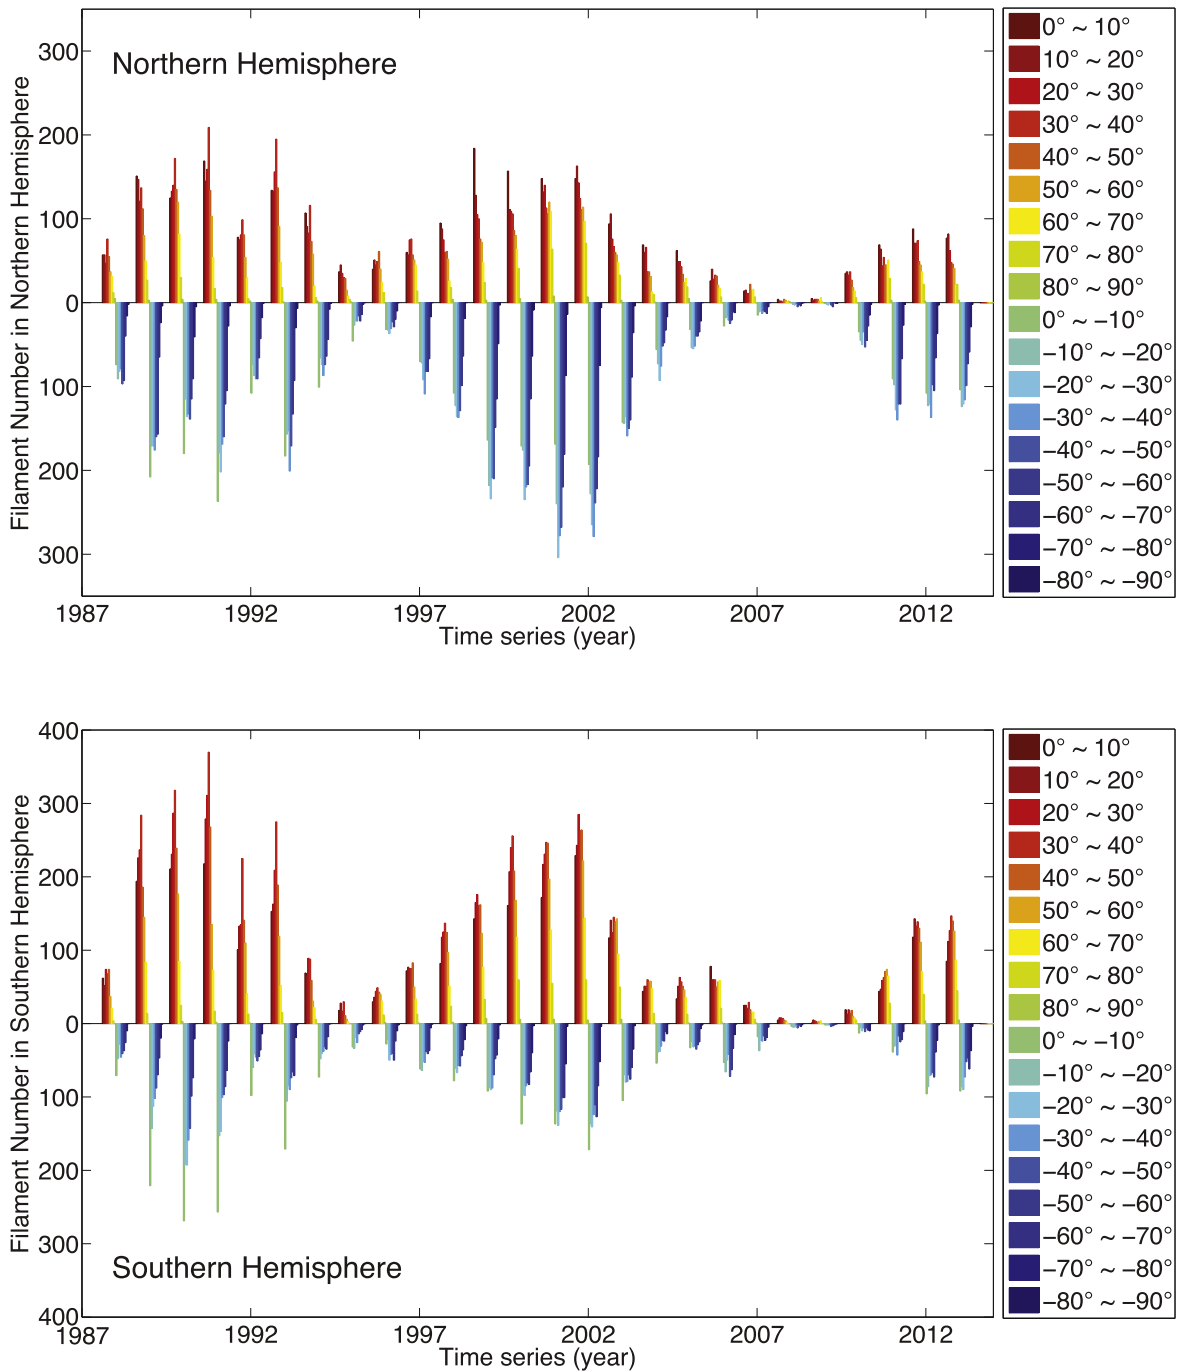 Northern Hemisphere
Filament Number in Northern Hemisphere
300
200
100
0
100
200
300
1987
1992
1997
2002
2007
2012
Time series (year)
0° ~ 10°
10° ~ 20°
20° ~ 30°
30° ~ 40°
40° ~ 50°
50° ~ 60°
60° ~ 70°
70° ~ 80°
80° ~ 90°
0° ~ −10°
−10° ~ −20°
−20° ~ −30°
−30° ~ −40°
−40° ~ −50°
−50° ~ −60°
−60° ~ −70°
−70° ~ −80°
−80° ~ −90°
Filament Number in Southern Hemisphere
400
300
200
100
0
100
200
300
400
Southern Hemisphere
1987
1992
1997
2002
2007
2012
Time series (year)
0° ~ 10°
10° ~ 20°
20° ~ 30°
30° ~ 40°
40° ~ 50°
50° ~ 60°
60° ~ 70°
70° ~ 80°
80° ~ 90°
0° ~ −10°
−10° ~ −20°
−20° ~ −30°
−30° ~ −40°
−40° ~ −50°
−50° ~ −60°
−60° ~ −70°
−70° ~ −80°
−80° ~ −90°